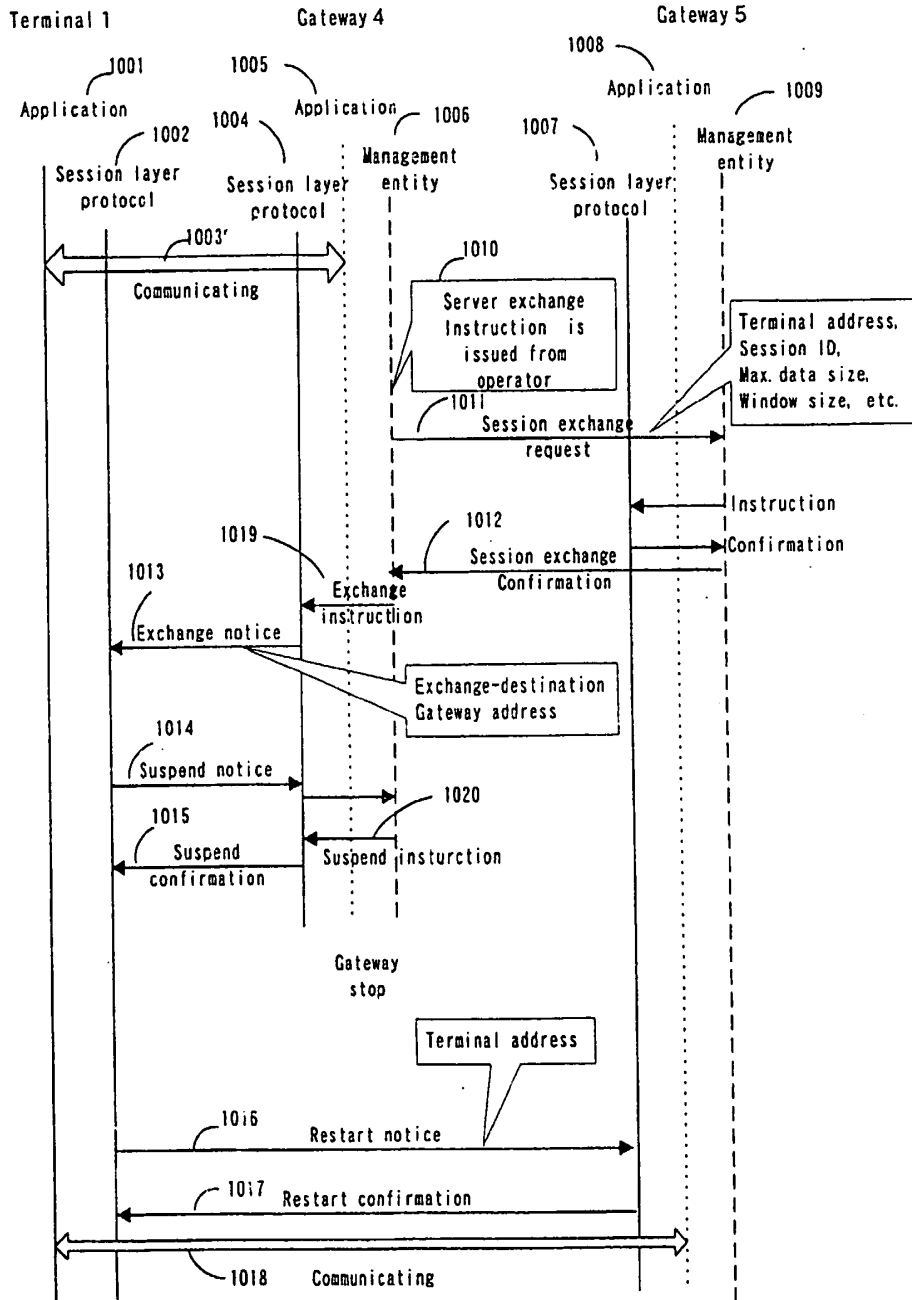 Terminal 1
Gateway 4
Gateway 5
1001
Application
1005
Application
1008
Application
1009
Management
entity
1002
Session layer
protocol
1004
Session layer
protocol
1006
Management
entity
1007
Session layer
protocol
1003'
Communicating
1010
Server exchange
Instruction is
issued from
operator
Terminal address,
Session ID,
Max. data size,
Window size, etc.
1011
Session exchange
request
Instruction
Confirmation
1012
Session exchange
Confirmation
1019
Exchange
instruction
1013
Exchange notice
Exchange-destination
Gateway address
1014
Suspend notice
1020
Suspend insturction
1015
Suspend
confirmation
Gateway
stop
Terminal address
1016
Restart notice
1017
Restart confirmation
1018 Communicating